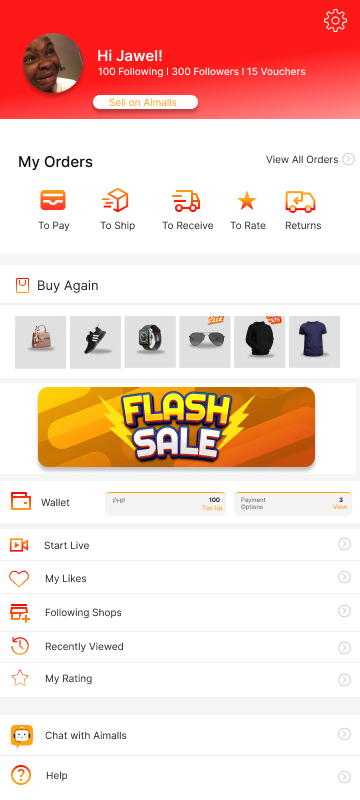 Hi Jawel!
100 Following I 300 Followers I 15 Vouchers
Sell on Aimalls
My Orders
View All Orders
To Pay
To Ship
To Receive
To Rate
Returns
Buy Again
FLASH
SALE
Wallet
PHP
100
Top Up
Payment
Options
3
View
Start Live
My Likes
Following Shops
Recently Viewed
My Rating
Chat with Aimalls
Help